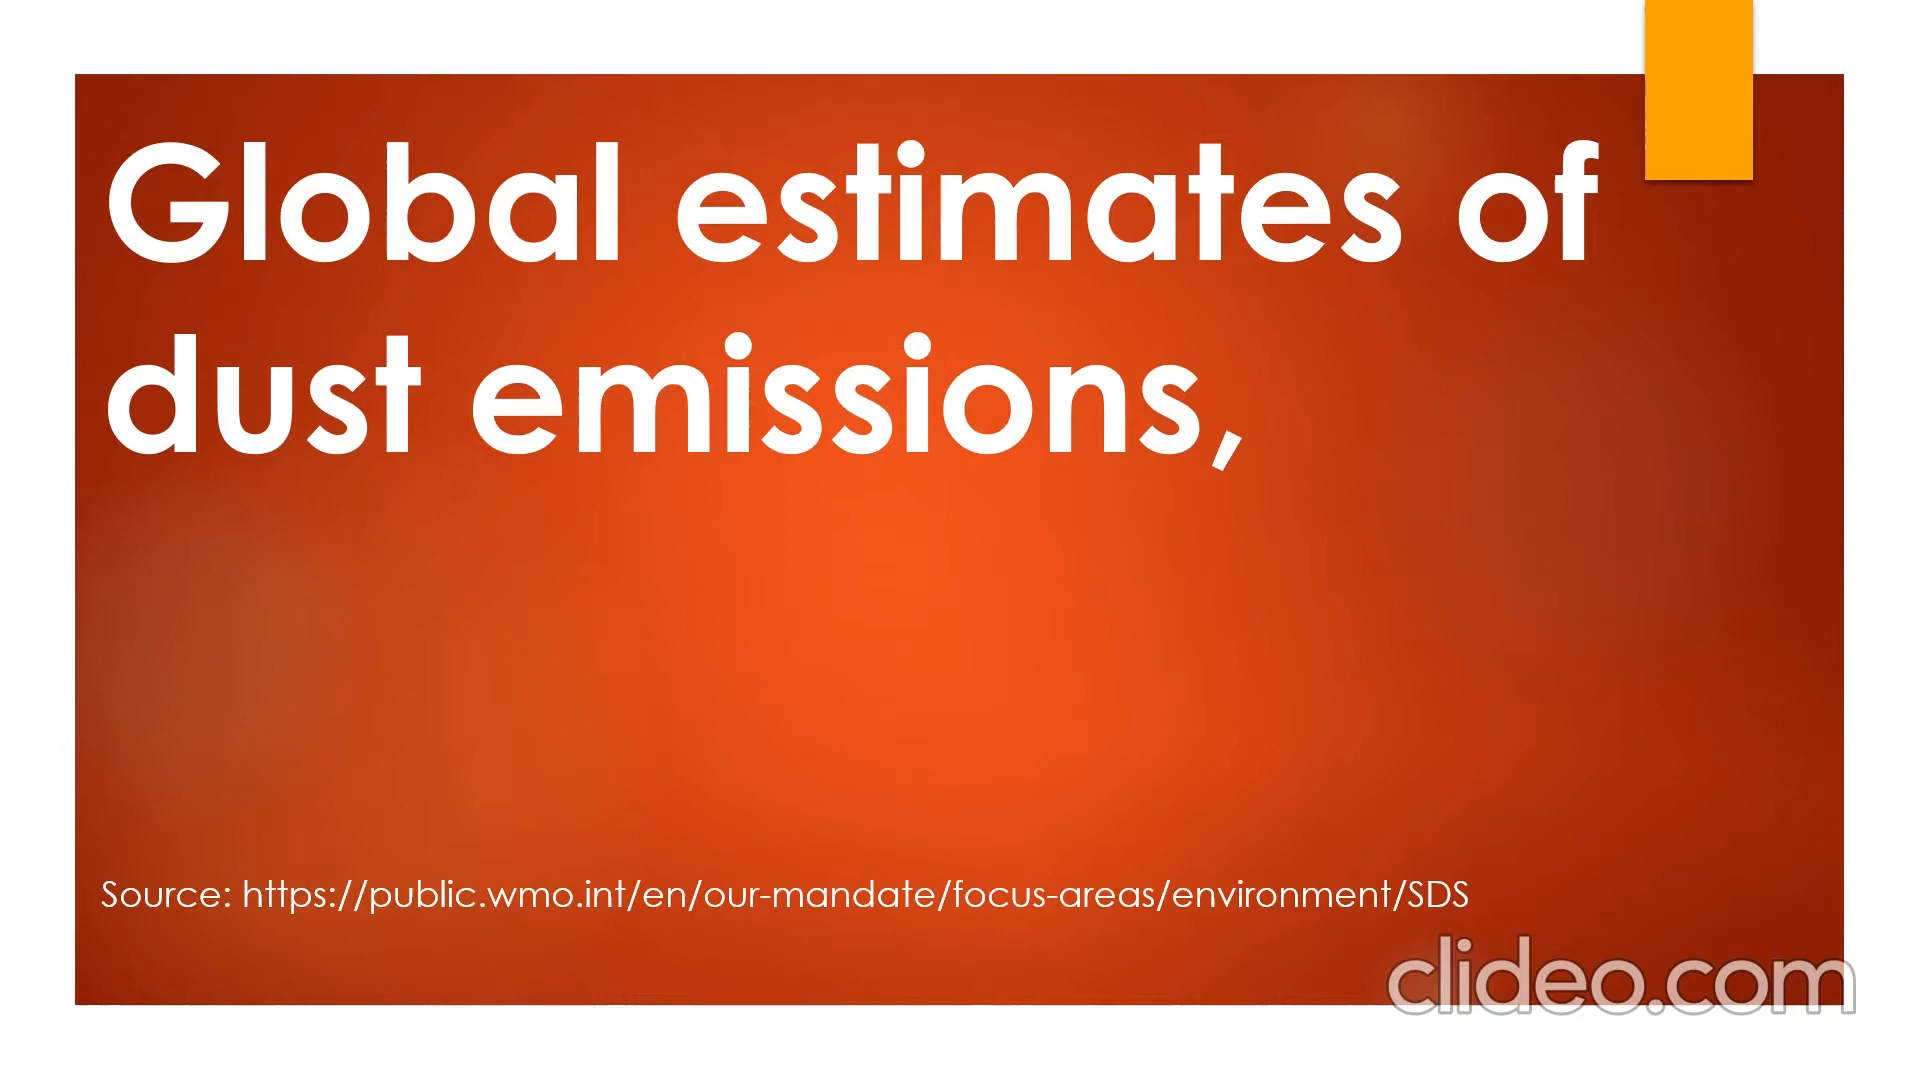 Global estimates of
dust emissions,
Source: https://public.wmo.int/en/our-mandate/focus-areas/environment/SDS
clideo.com